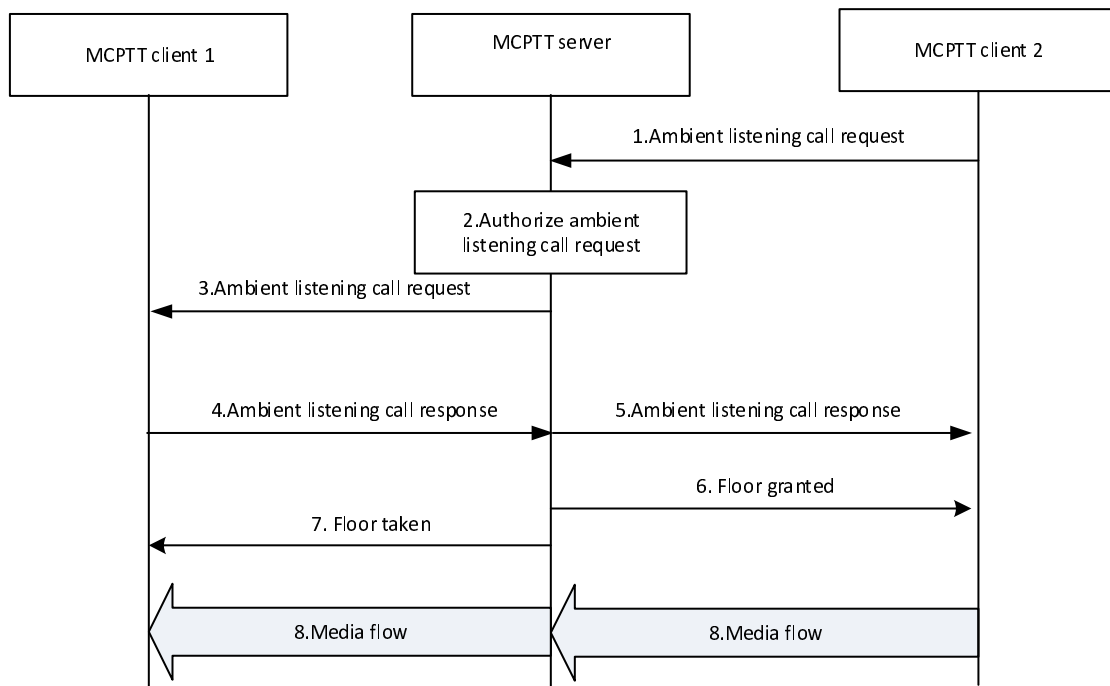 MCPTT client 1
MCPTT server
MCPTT client 2
1.Ambient listening call request
2.Authorize ambient
listening call request
3.Ambient listening call request
4.Ambient listening call response
5.Ambient listening call response
6. Floor granted
7. Floor taken
8.Media flow
8.Media flow